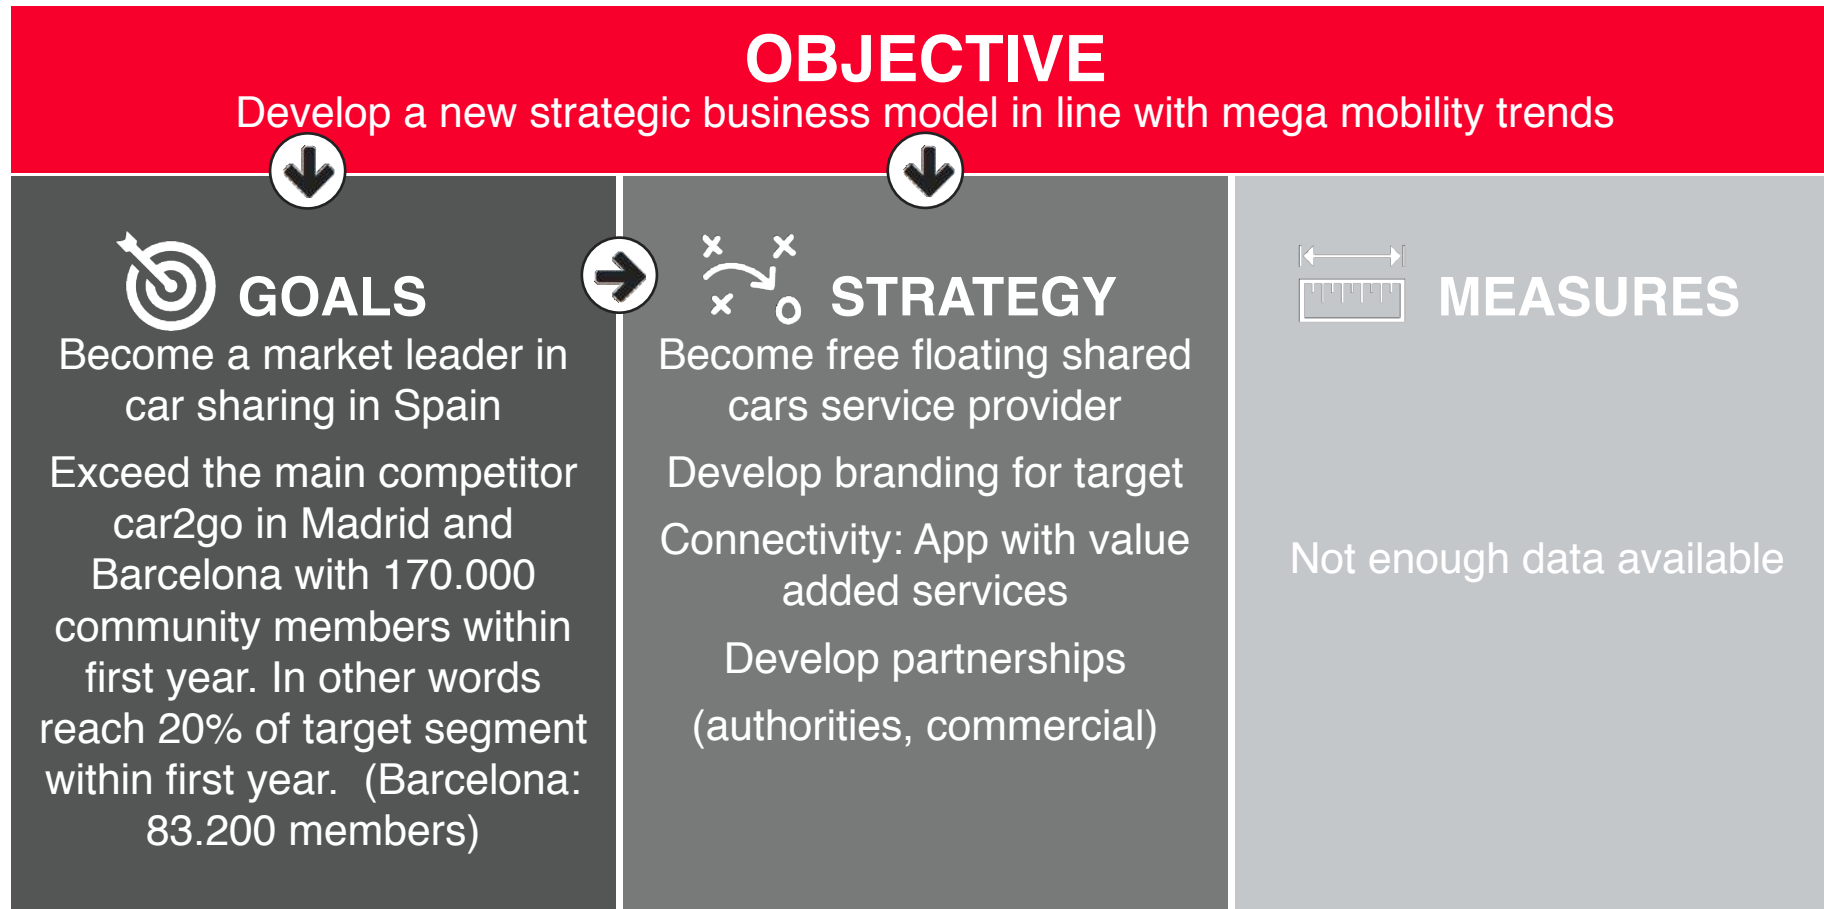 OBJECTIVE
Develop a new strategic business model in line with mega mobility trends
GOALS
Become a market leader in
car sharing in Spain
Exceed the main competitor
car2go in Madrid and
Barcelona with 170.000
community members within
first year. In other words
reach 20% of target segment
within first year.  (Barcelona:
83.200 members)
STRATEGY
Become free floating shared
cars service provider
Develop branding for target
Connectivity: App with value
added services
Develop partnerships
(authorities, commercial)
MEASURES
Not enough data available